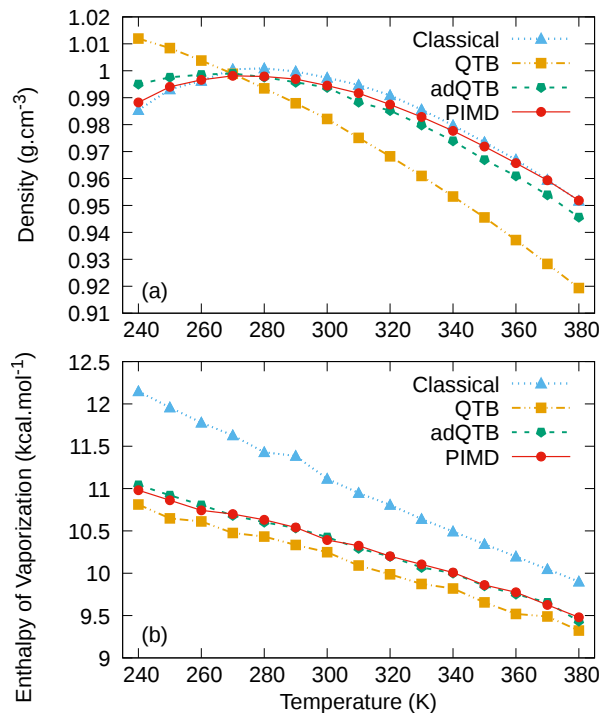 1.02
1.01
1
0.99
0.98
0.97
0.96
0.95
0.94
0.93
0.92
0.91
Density (g.cm-3)
Classical
QTB
adQTB
PIMD
(a)
240 260 280 300 320 340 360 380
12.5
12
11.5
11
10.5
10
9.5
9
Enthalpy of Vaporization (kcal.mol-1)
Classical
QTB
adQTB
PIMD
(b)
240 260 280 300 320 340 360 380
Temperature (K)